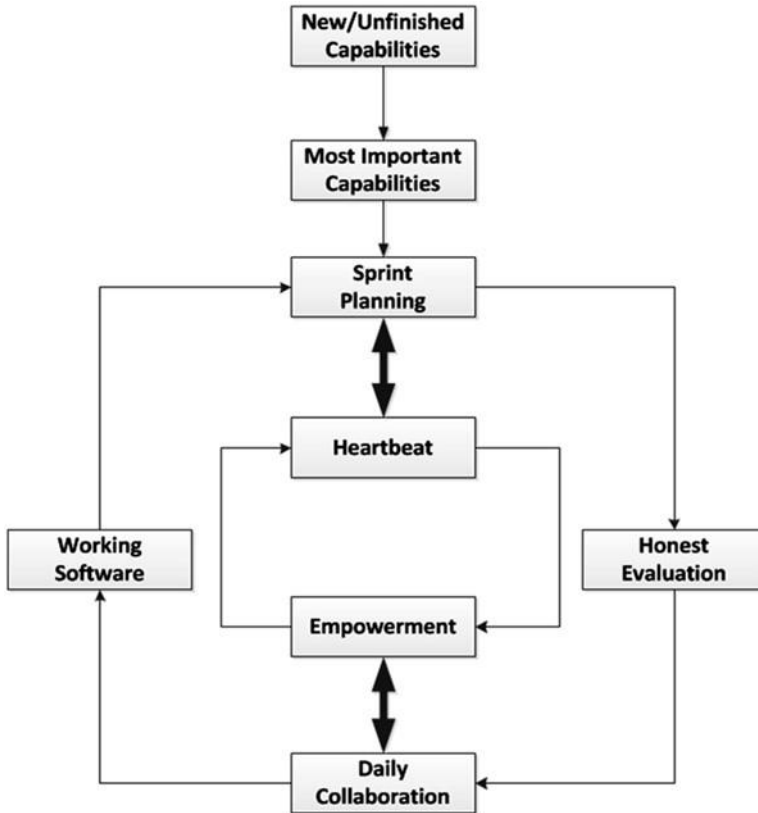 New/Unfinished
Capabilities
Most Important
Capabilities
Sprint
Planning
Heartbeat
Working
Software
Honest
Evaluation
Empowerment
Daily
Collaboration